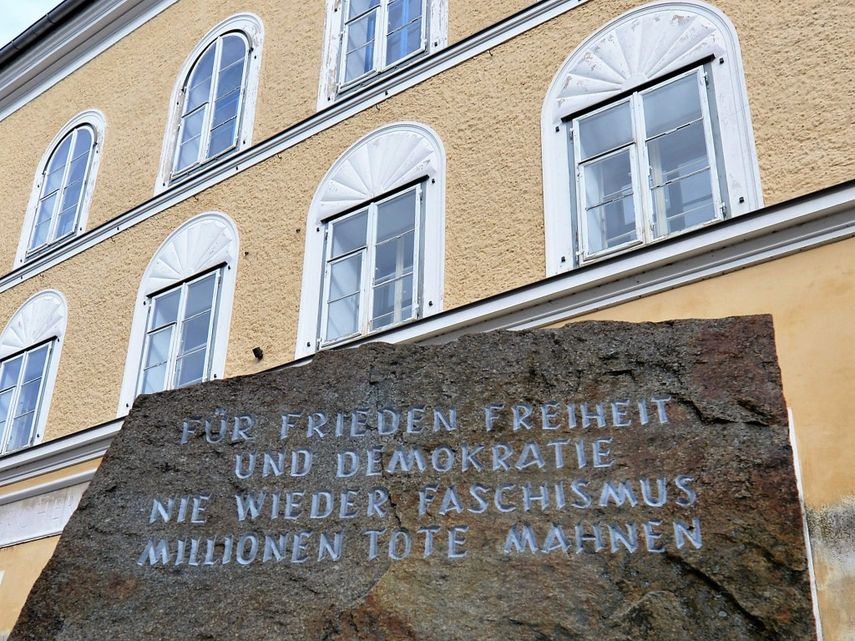 FÜR FRIEDEN FREIHEIT
UND DEMOKRATIE
NIE WIEDER FASCHISMUS
MILLIONEN TOTE MAHNEN